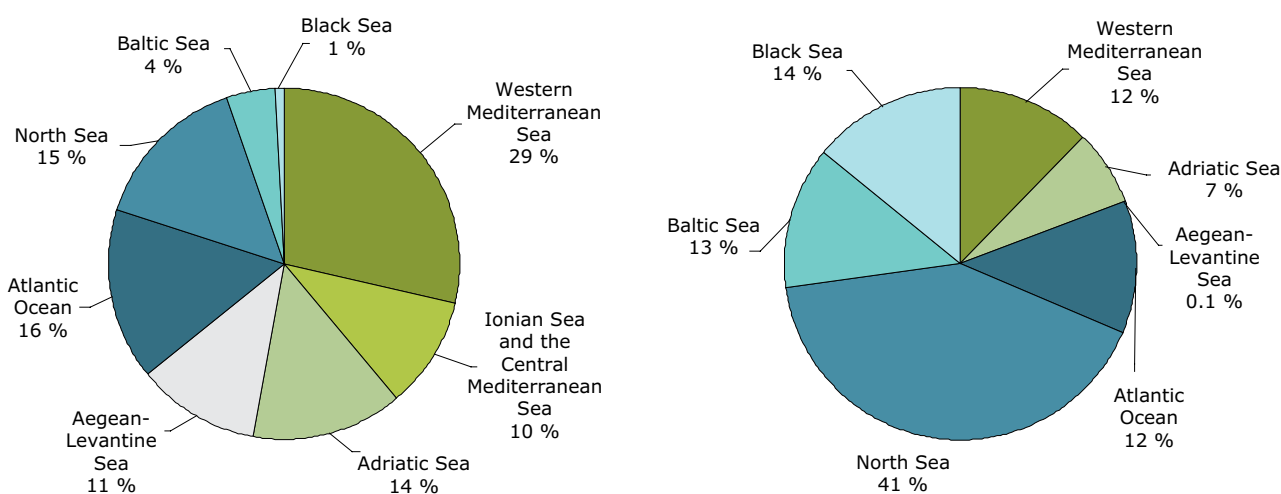 Black Sea
1 %
Baltic Sea
4 %
Western
Mediterranean
Sea
29 %
North Sea
15 %
Atlantic
Ocean
16 %
Ionian Sea
and the
Central
Mediterranean
Sea
10 %
Aegean-
Levantine
Sea
11 %
Adriatic Sea
14 %
Western
Mediterranean
Sea
12 %
Black Sea
14 %
Adriatic Sea
7 %
Baltic Sea
13 %
Aegean-
Levantine
Sea
0.1 %
Atlantic
Ocean
12 %
North Sea
41 %